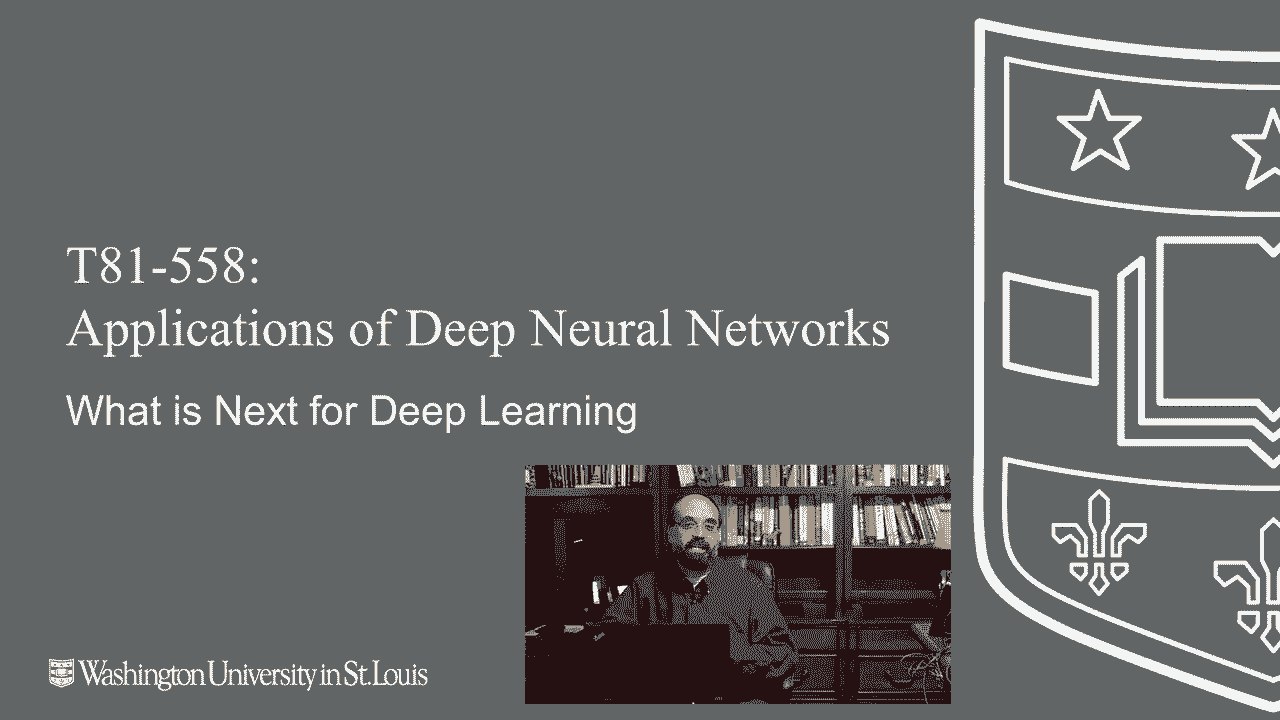 T81-558:
Applications of Deep Neural Networks
What is Next for Deep Learning
Washington University in St.Louis